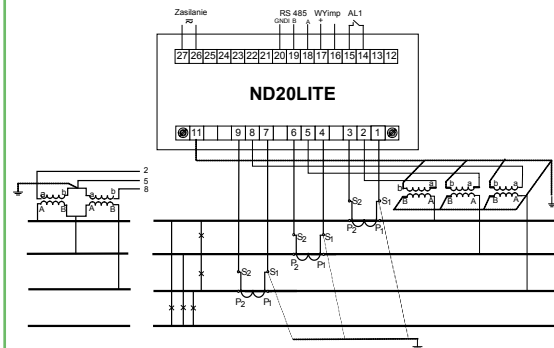 Zasilanie RS 485 WYimp AL1
GNDI B A +
27 26 25 24 23 22 21 20 19 18 17 16 15 14 13 12
ND20LITE
11 9 8 7 6 5 4 3 2 1
2
5
8
a b a b
A B A B
b a b a b a
B A B A B A
S2 S1
P2 P1
S2 S1
P2 P1
S2 S1
P2 P1